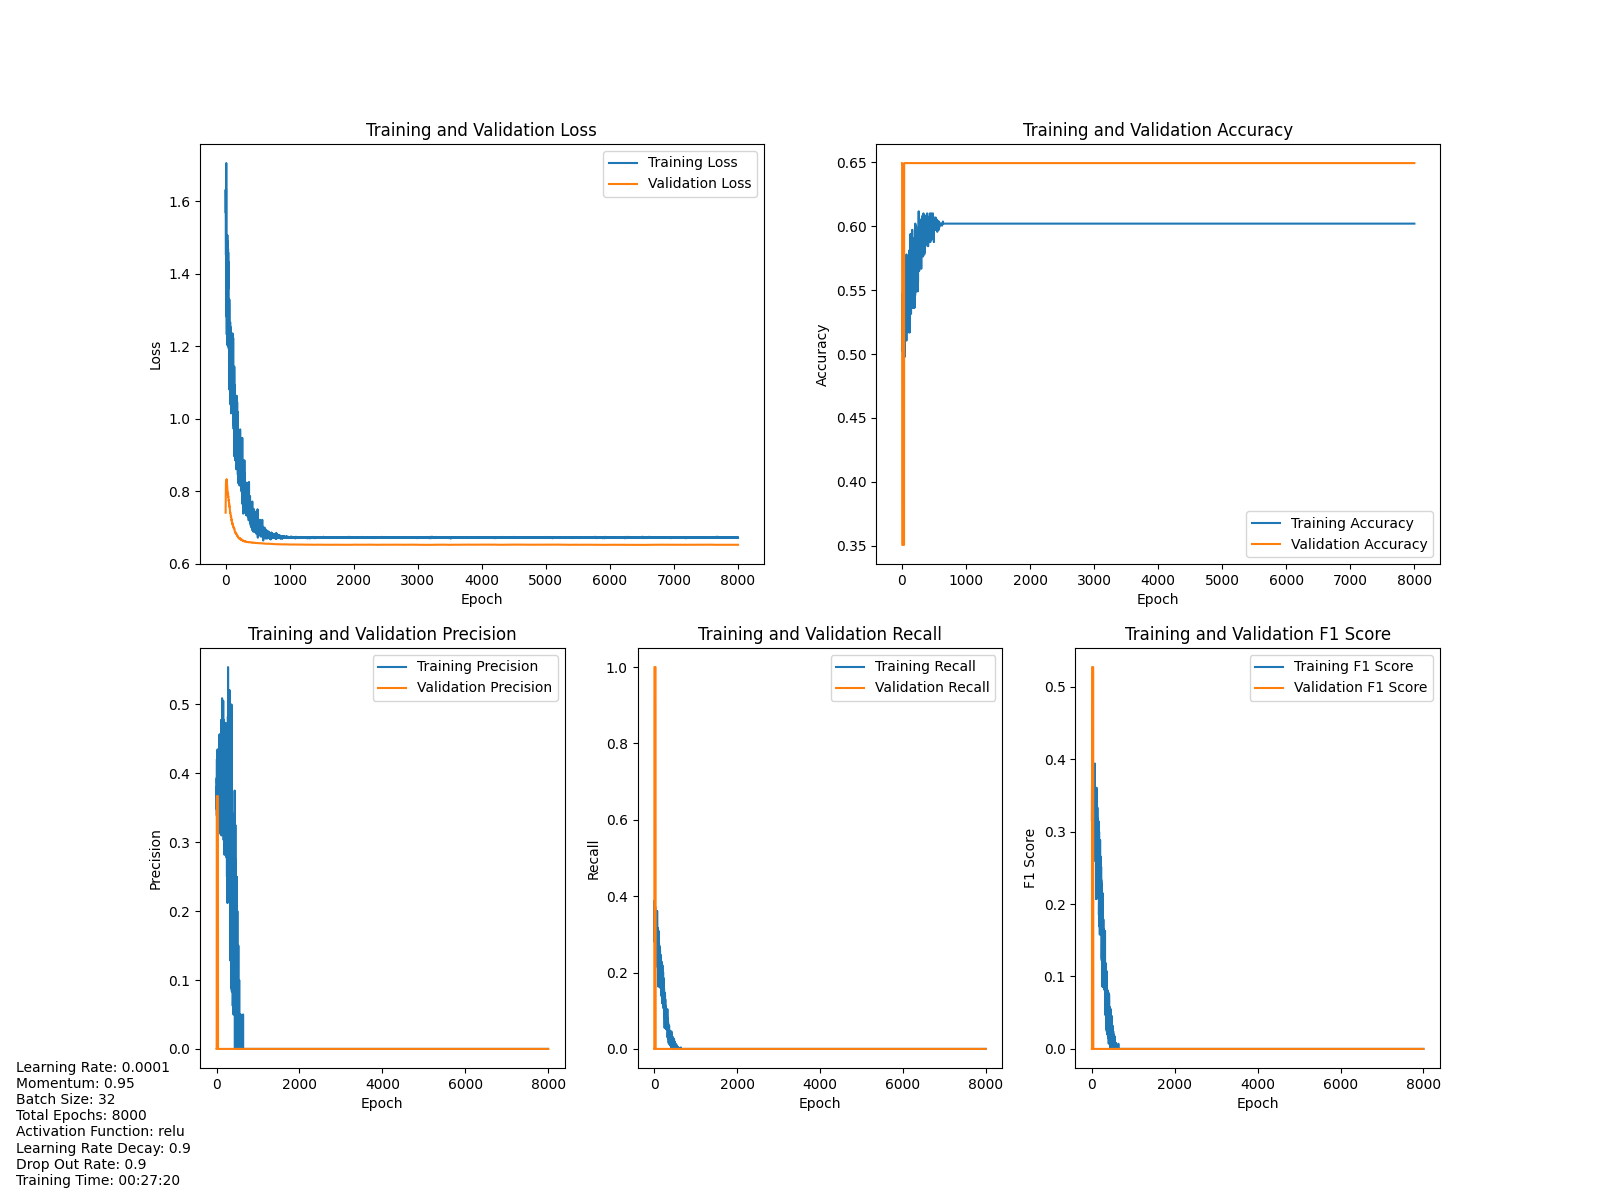 Training and Validation Loss
Training Loss
Validation Loss
1.6
1.4
1.2
1.0
0.8
0.6
Loss
0 1000 2000 3000 4000 5000 6000 7000 8000
Epoch
Training and Validation Accuracy
0.65
0.60
0.55
0.50
0.45
0.40
0.35
Accuracy
Training Accuracy
Validation Accuracy
0 1000 2000 3000 4000 5000 6000 7000 8000
Epoch
Training and Validation Precision
Training Precision
Validation Precision
0.5
0.4
0.3
0.2
0.1
0.0
Precision
0 2000 4000 6000 8000
Epoch
Training and Validation Recall
Training Recall
Validation Recall
1.0
0.8
0.6
0.4
0.2
0.0
Recall
0 2000 4000 6000 8000
Epoch
Training and Validation F1 Score
Training F1 Score
Validation F1 Score
0.5
0.4
0.3
0.2
0.1
0.0
F1 Score
0 2000 4000 6000 8000
Epoch
Learning Rate: 0.0001
Momentum: 0.95
Batch Size: 32
Total Epochs: 8000
Activation Function: relu
Learning Rate Decay: 0.9
Drop Out Rate: 0.9
Training Time: 00:27:20